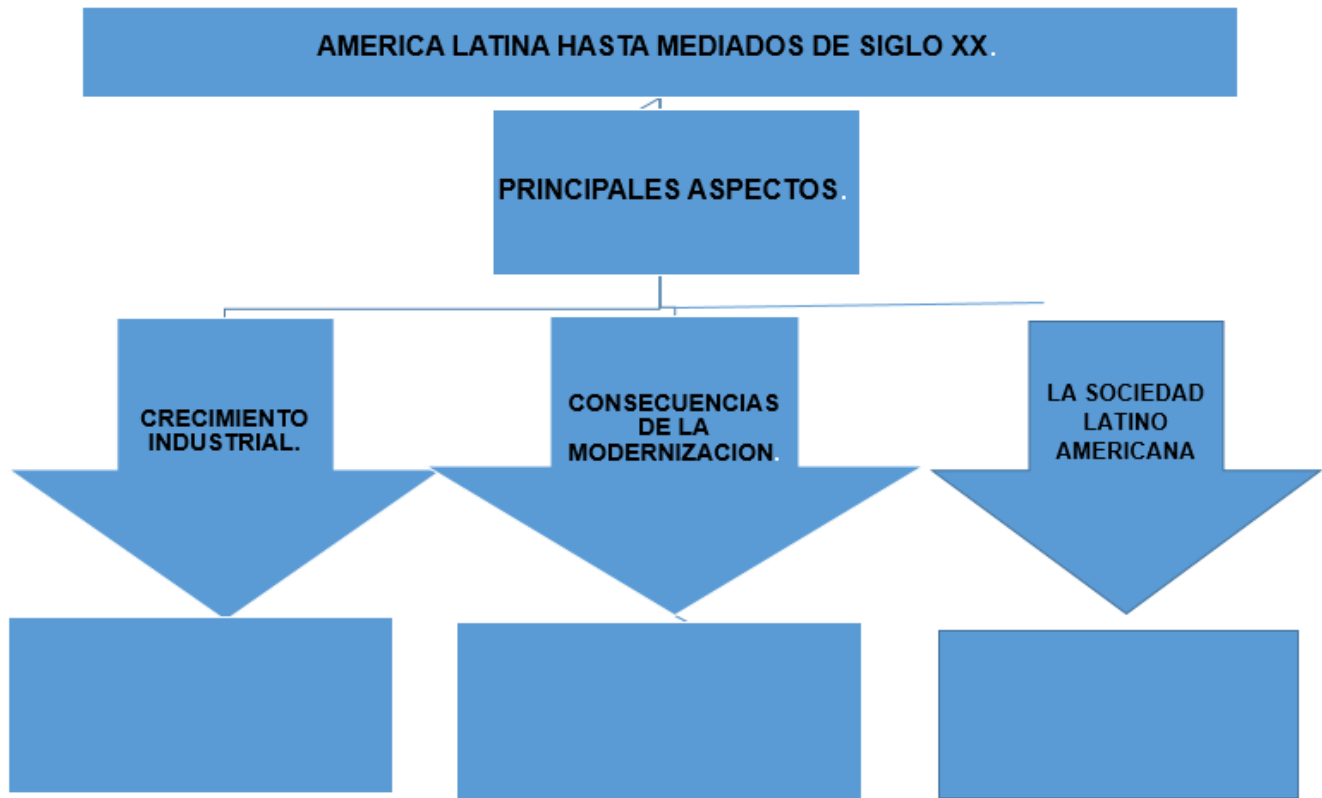 AMERICA LATINA HASTA MEDIADOS DE SIGLO XX.
PRINCIPALES ASPECTOS.
CRECIMIENTO
INDUSTRIAL.
CONSECUENCIAS
DE LA
MODERNIZACION.
LA SOCIEDAD
LATINO
AMERICANA